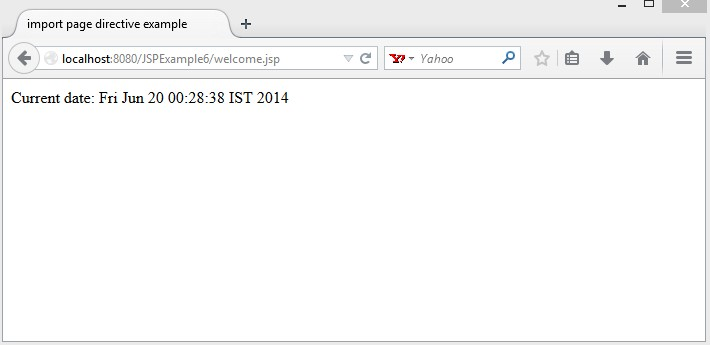 import page directive example
localhost:8080/JSPExample6/welcome.jsp
Yahoo
Current date: Fri Jun 20 00:28:38 IST 2014